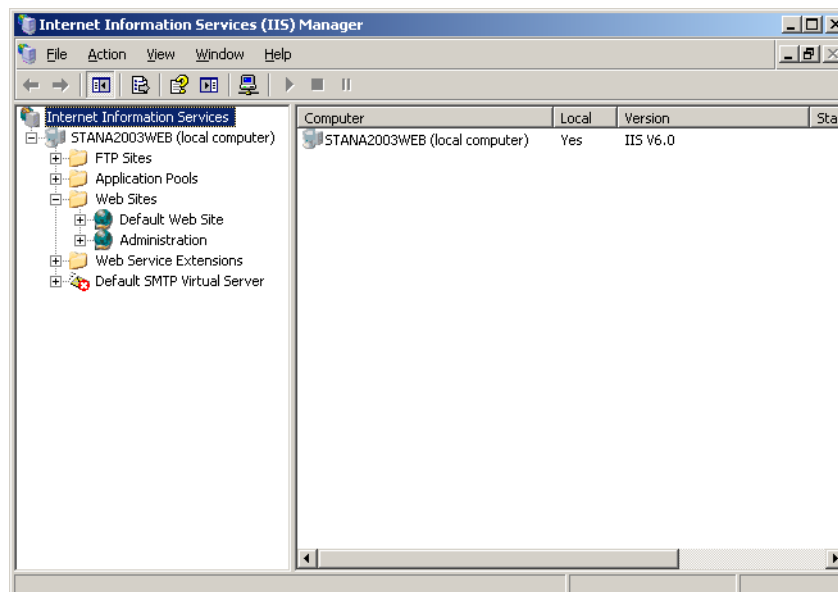 Internet Information Services (IIS) Manager
File Action View Window Help
Internet Information Services
STANA2003WEB (local computer)
FTP Sites
Application Pools
Web Sites
Default Web Site
Administration
Web Service Extensions
Default SMTP Virtual Server
Computer Local Version Sta
STANA2003WEB (local computer) Yes IIS V6.0